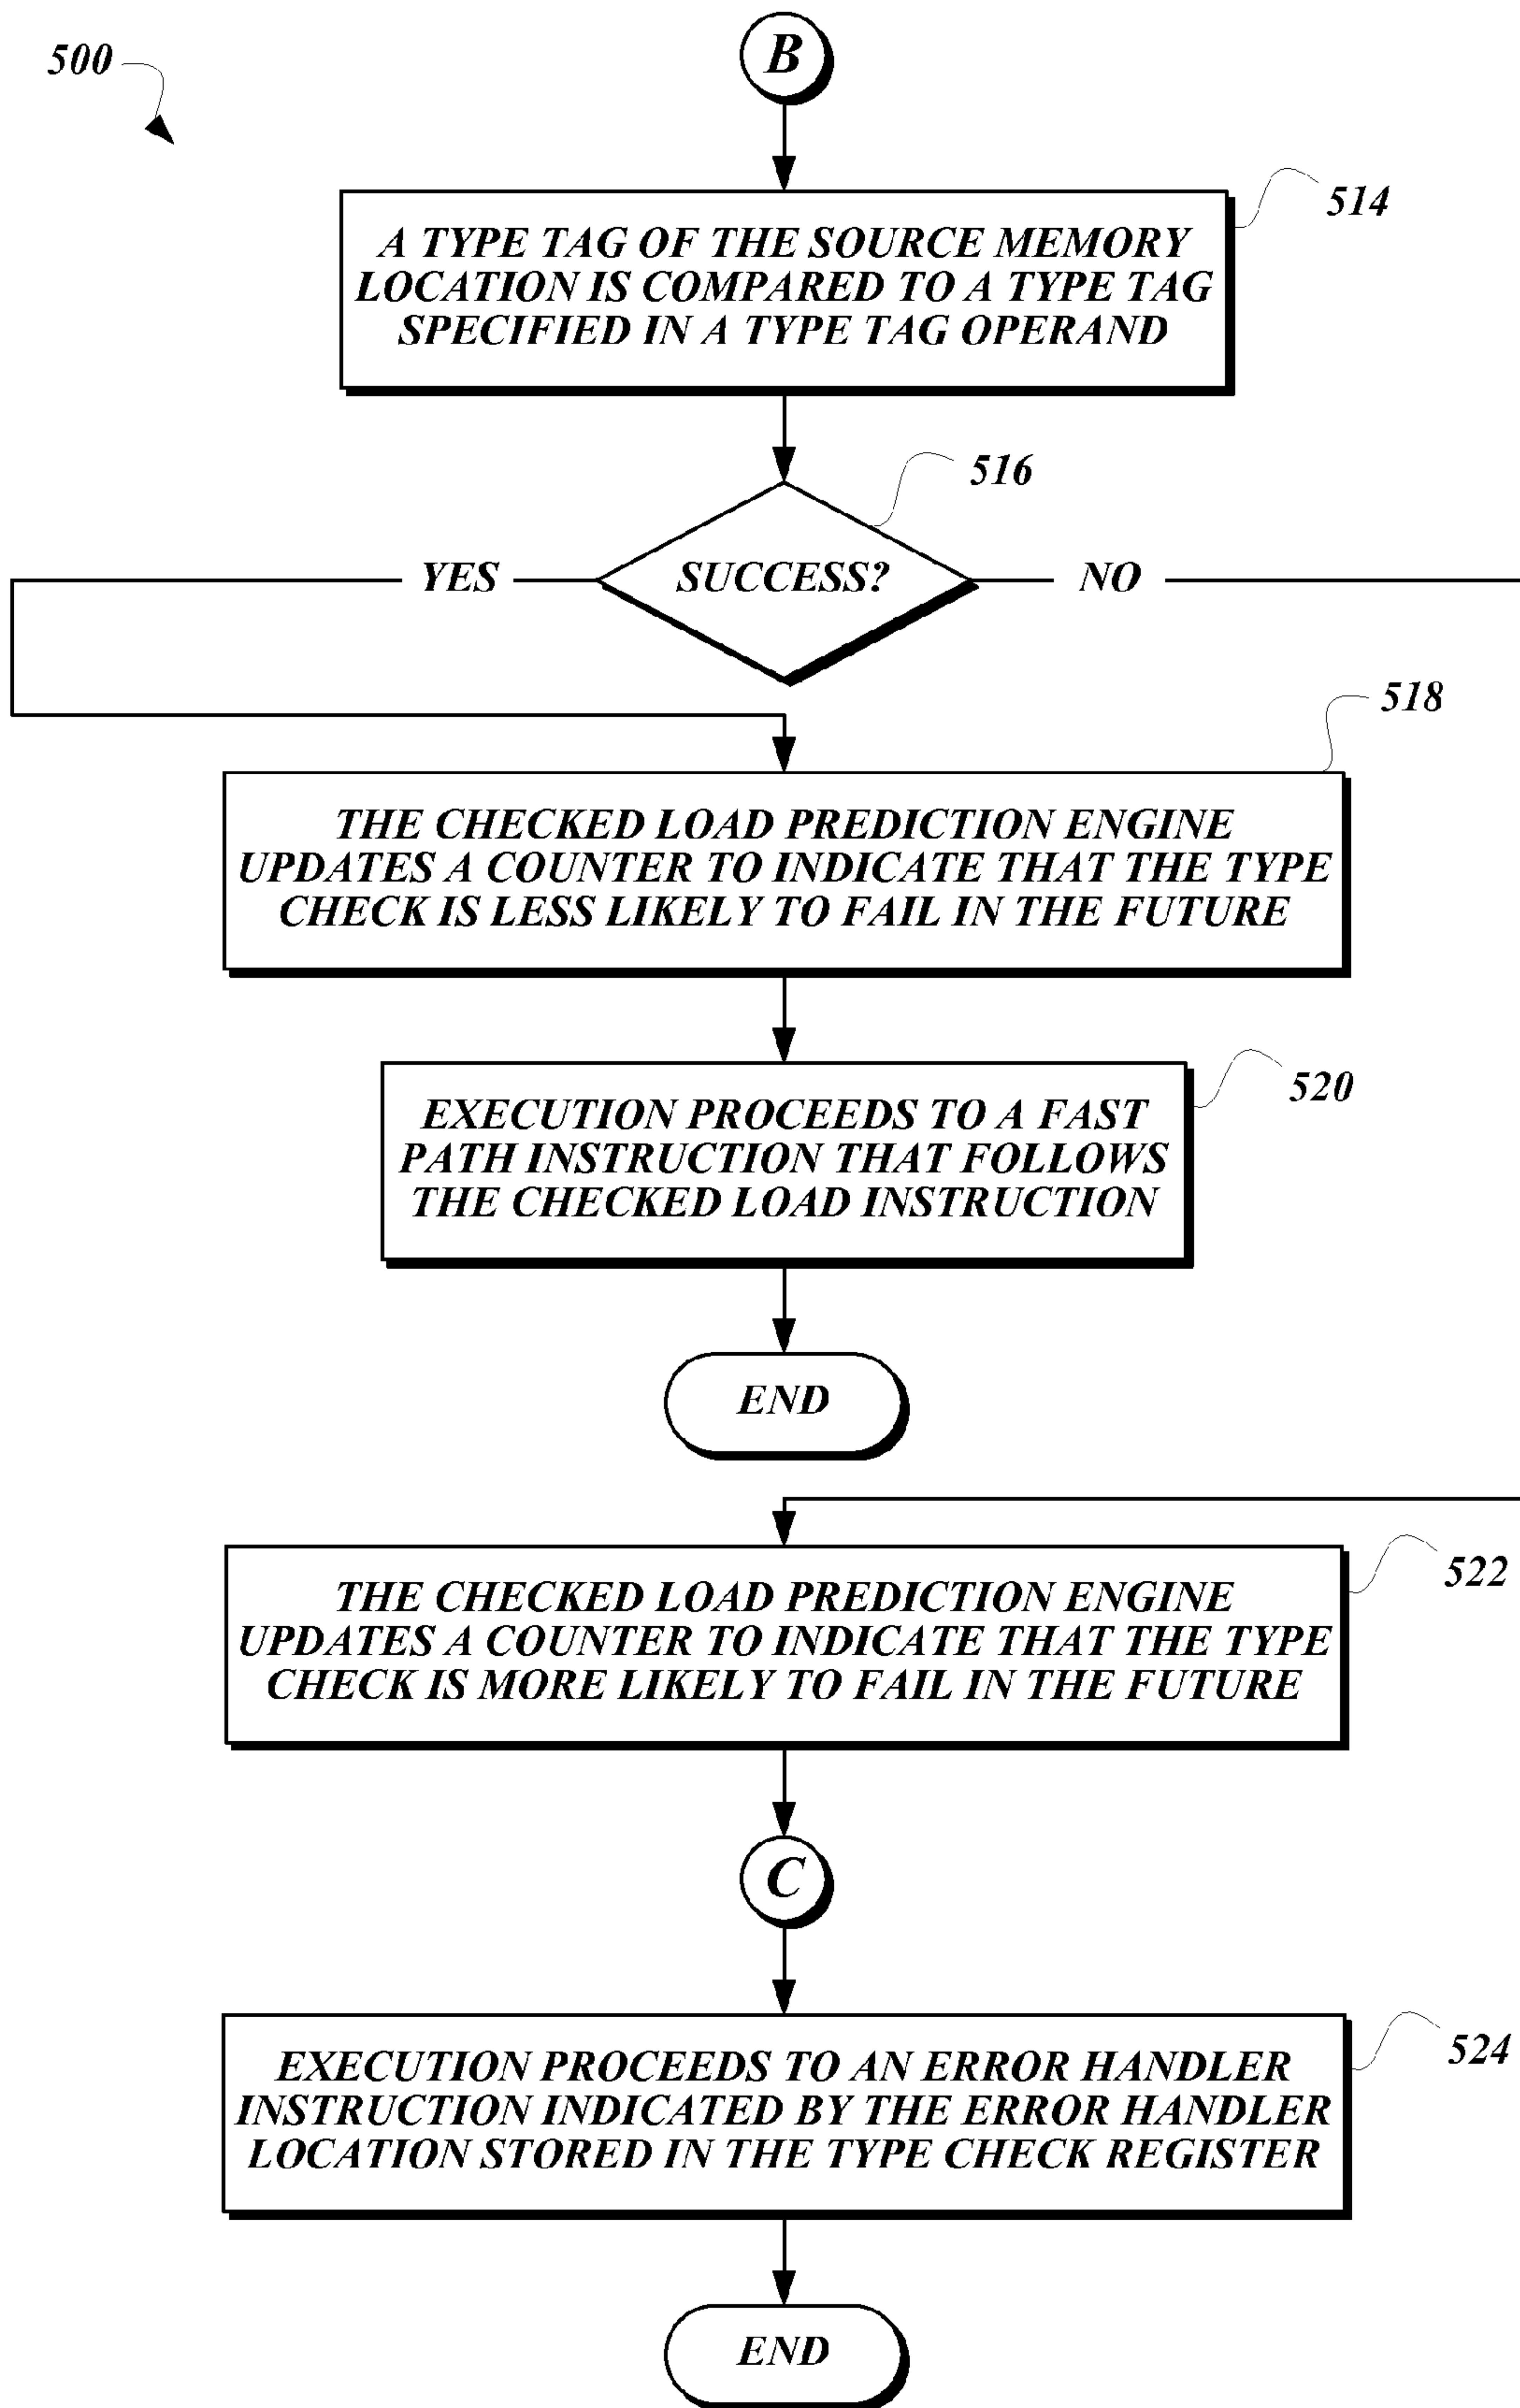 500
B
514
A TYPE TAG OF THE SOURCE MEMORY
LOCATION IS COMPARED TO A TYPE TAG
SPECIFIED IN A TYPE TAG OPERAND
516
YES
SUCCESS?
NO
518
THE CHECKED LOAD PREDICTION ENGINE
UPDATES A COUNTER TO INDICATE THAT THE TYPE
CHECK IS LESS LIKELY TO FAIL IN THE FUTURE
520
EXECUTION PROCEEDS TO A FAST
PATH INSTRUCTION THAT FOLLOWS
THE CHECKED LOAD INSTRUCTION
END
522
THE CHECKED LOAD PREDICTION ENGINE
UPDATES A COUNTER TO INDICATE THAT THE TYPE
CHECK IS MORE LIKELY TO FAIL IN THE FUTURE
C
524
EXECUTION PROCEEDS TO AN ERROR HANDLER
INSTRUCTION INDICATED BY THE ERROR HANDLER
LOCATION STORED IN THE TYPE CHECK REGISTER
END